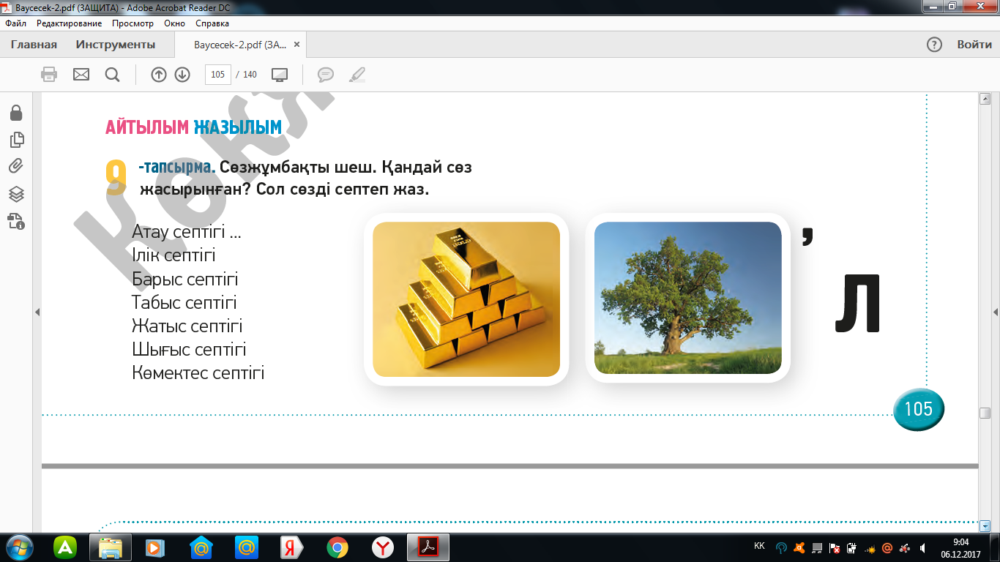 Baycecek-2.pdf (ЗАЩИТА) - Adobe Acrobat Reader DC
Файл Редактирование Просмотр Окно Справка
Главная Инструменты Baycecek-2.pdf (ЗА... × Войти
105 / 140
АЙТЫЛЫМ ЖАЗЫЛЫМ
9 -тапсырма. Сөзжұмбақты шеш. Қандай сөз
жасырынған? Сол сөзді септеп жаз.
Атау септігі ...
Ілік септігі
Барыс септігі
Табыс септігі
Жатыс септігі
Шығыс септігі
Көмектес септігі
,
Л
105
KK
9:04
06.12.2017